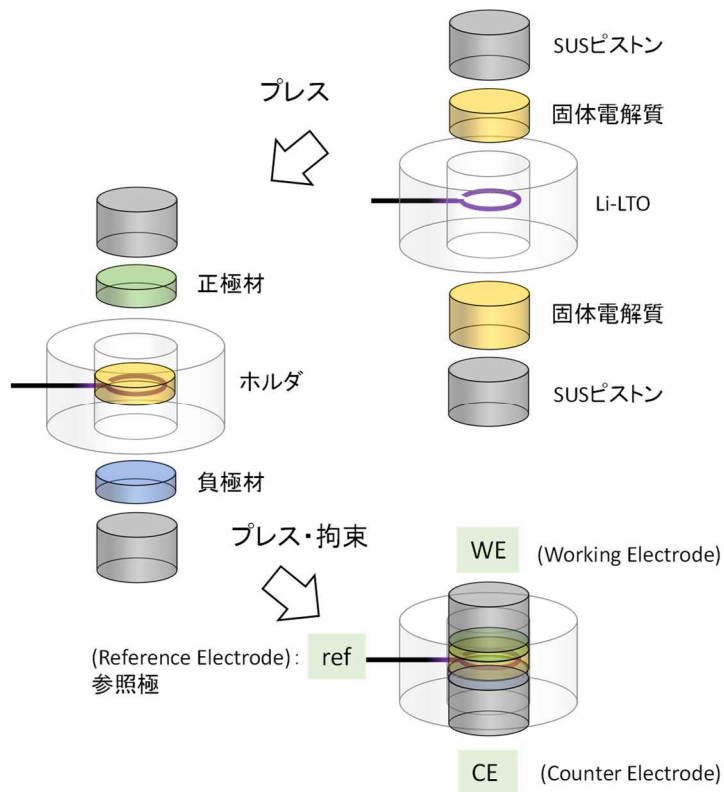 SUSピストン
プレス
固体電解質
Li-LTO
正極材
固体電解質
ホルダ
SUSピストン
負極材
プレス・拘束
WE
(Working Electrode)
(Reference Electrode):
ref
参照極
CE
(Counter Electrode)